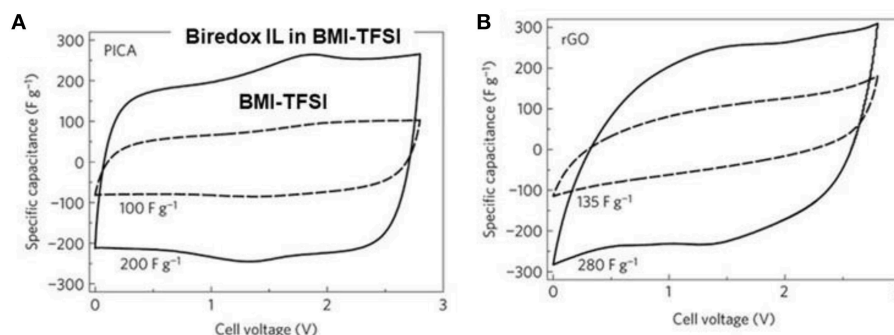 A
PICA
Biredox IL in BMI-TFSI
BMI-TFSI
100 F g⁻¹
200 F g⁻¹
300
200
100
0
−100
−200
−300
Specific capacitance (F g⁻¹)
0
1
2
3
Cell voltage (V)
B
rGO
135 F g⁻¹
280 F g⁻¹
300
200
100
0
−100
−200
−300
Specific capacitance (F g⁻¹)
0
1
2
Cell voltage (V)